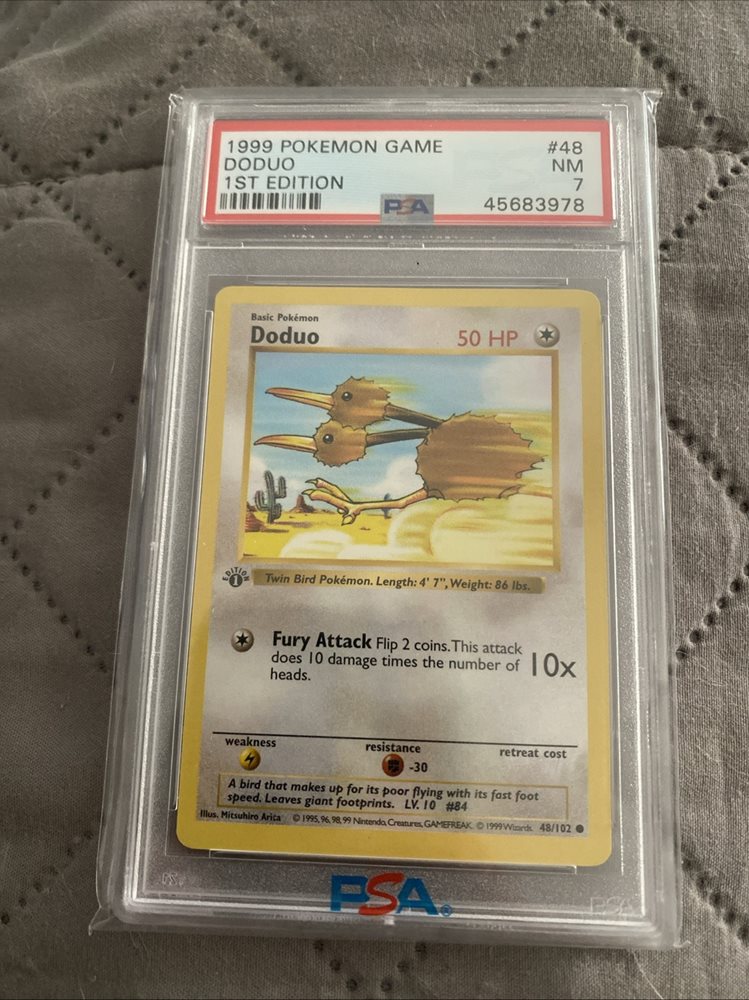 1999 POKEMON GAME #48
DODUO NM
1ST EDITION 7
PSA 45683978
Basic Pokémon
Doduo 50 HP
EDITION 1
Twin Bird Pokémon. Length: 4' 7", Weight: 86 lbs.
Fury Attack Flip 2 coins. This attack
does 10 damage times the number of
heads.
10x
weakness resistance retreat cost
-30
A bird that makes up for its poor flying with its fast foot
speed. Leaves giant footprints. LV. 10 #84
Illus. Mitsuhiro Arita © 1995, 96, 98, 99 Nintendo, Creatures, GAMEFREAK. © 1999 Wizards. 48/102
PSA®
PSA